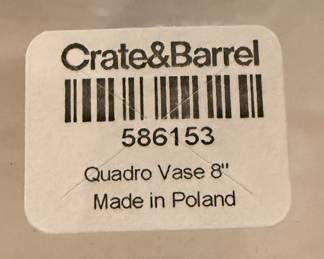 Crate&Barrel
586153
Quadro Vase 8"
Made in Poland